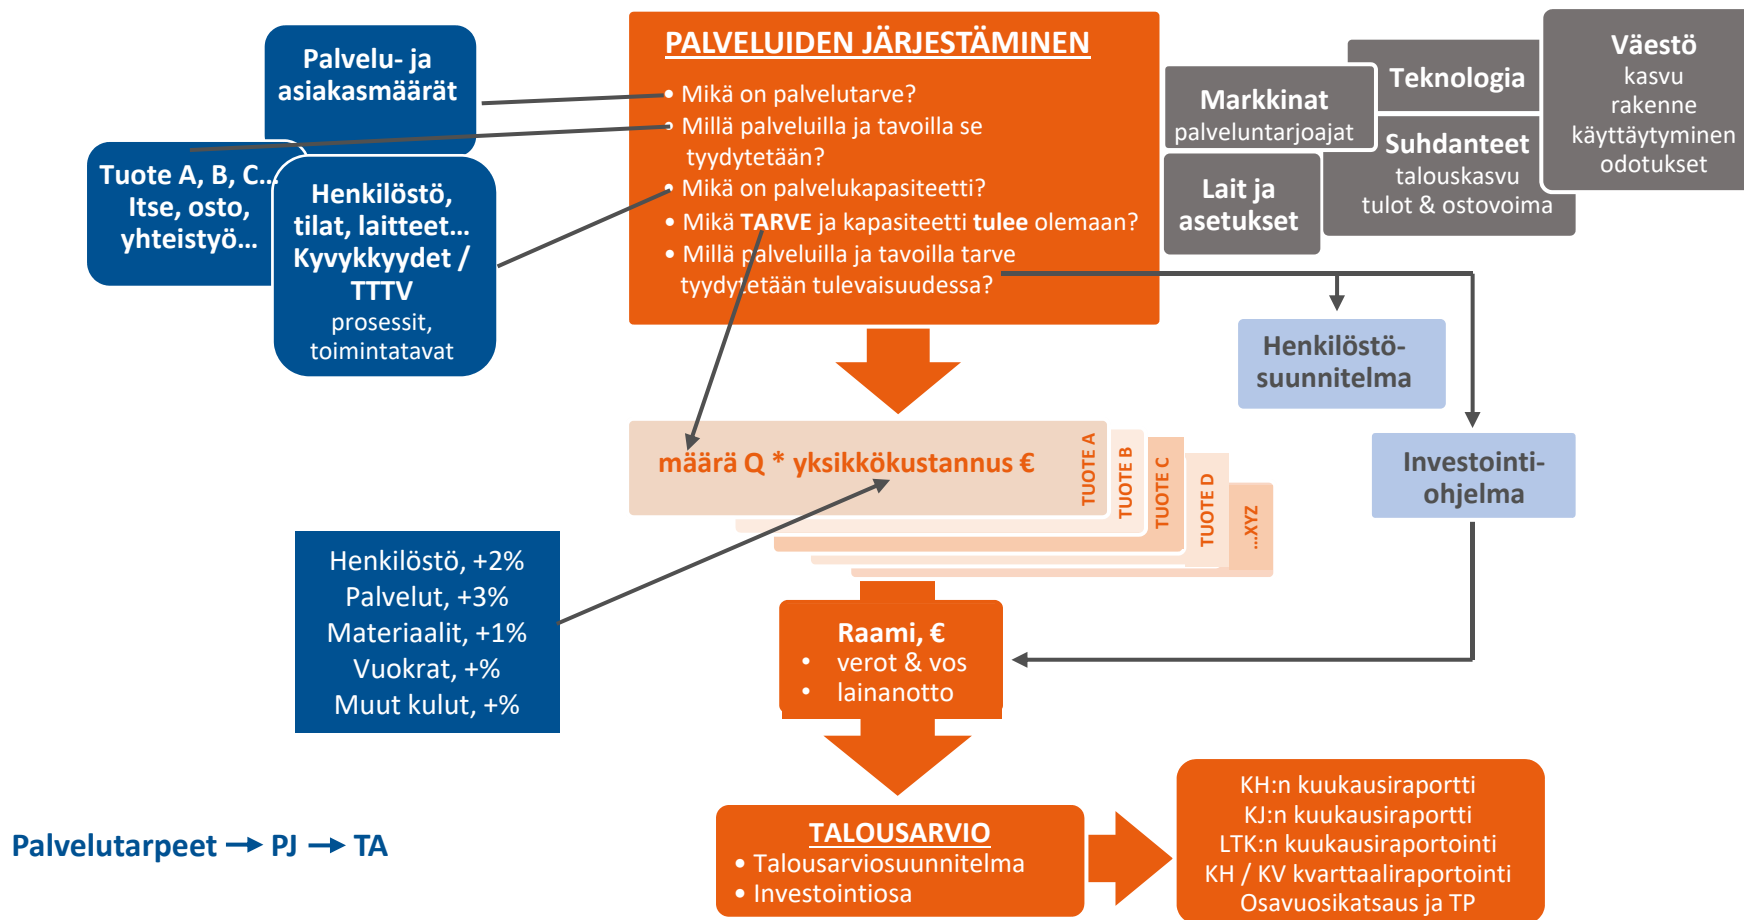 Palvelu- ja
asiakasmäärät
Tuote A, B, C...
Itse, osto,
yhteistyö...
Henkilöstö,
tilat, laitteet...
Kyvykkyydet /
TTTV
prosessit,
toimintatavat
PALVELUIDEN JÄRJESTÄMINEN
• Mikä on palvelutarve?
• Millä palveluilla ja tavoilla se
tyydytetään?
• Mikä on palvelukapasiteetti?
• Mikä TARVE ja kapasiteetti tulee olemaan?
• Millä palveluilla ja tavoilla tarve
tyydytetään tulevaisuudessa?
Markkinat
palveluntarjoajat
Teknologia
Väestö
kasvu
rakenne
käyttäytyminen
odotukset
Lait ja
asetukset
Suhdanteet
talouskasvu
tulot & ostovoima
Henkilöstö-
suunnitelma
Investointi-
ohjelma
määrä Q * yksikkökustannus €
TUOTE A
TUOTE B
TUOTE C
TUOTE D
...XYZ
Henkilöstö, +2%
Palvelut, +3%
Materiaalit, +1%
Vuokrat, +%
Muut kulut, +%
Raami, €
• verot & vos
• lainanotto
TALOUSARVIO
• Talousarviosuunnitelma
• Investointiosa
KH:n kuukausiraportti
KJ:n kuukausiraportti
LTK:n kuukausiraportointi
KH / KV kvarttaaliraportointi
Osavuosikatsaus ja TP
Palvelutarpeet → PJ → TA